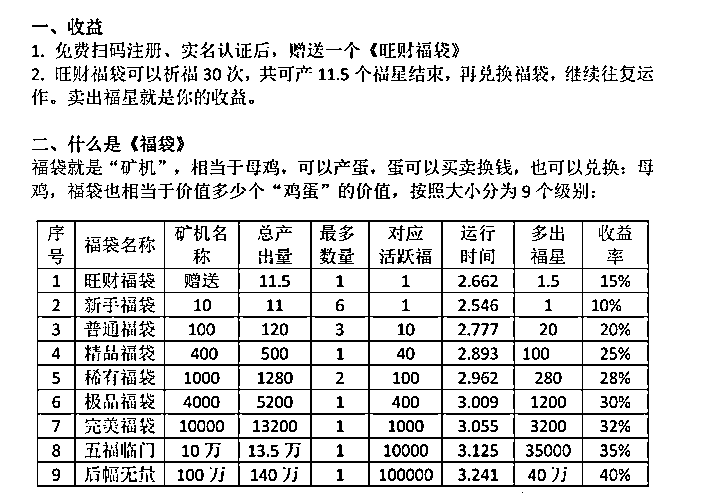 一、收益
1. 免费扫码注册、实名认证后，赠送一个《旺财福袋》
2. 旺财福袋可以祈福 30 次，共可产 11.5 个福星结束，再兑换福袋，继续往复运
作。卖出福星就是你的收益。
二、什么是《福袋》
福袋就是“矿机”，相当于母鸡，可以产蛋，蛋可以买卖换钱，也可以兑换：母
鸡，福袋也相当于价值多少个“鸡蛋”的价值，按照大小分为 9 个级别：
序号 福袋名称 矿机名称 总产出量 最多数量 对应活跃福 运行时间 多出福星 收益率
1 旺财福袋 赠送 11.5 1 1 2.662 1.5 15%
2 新手福袋 10 11 6 1 2.546 1 10%
3 普通福袋 100 120 3 10 2.777 20 20%
4 精品福袋 400 500 1 40 2.893 100 25%
5 稀有福袋 1000 1280 2 100 2.962 280 28%
6 极品福袋 4000 5200 1 400 3.009 1200 30%
7 完美福袋 10000 13200 1 1000 3.055 3200 32%
8 五福临门 10 万 13.5 万 1 10000 3.125 35000 35%
9 后幅无量 100 万 140 万 1 100000 3.241 40 万 40%